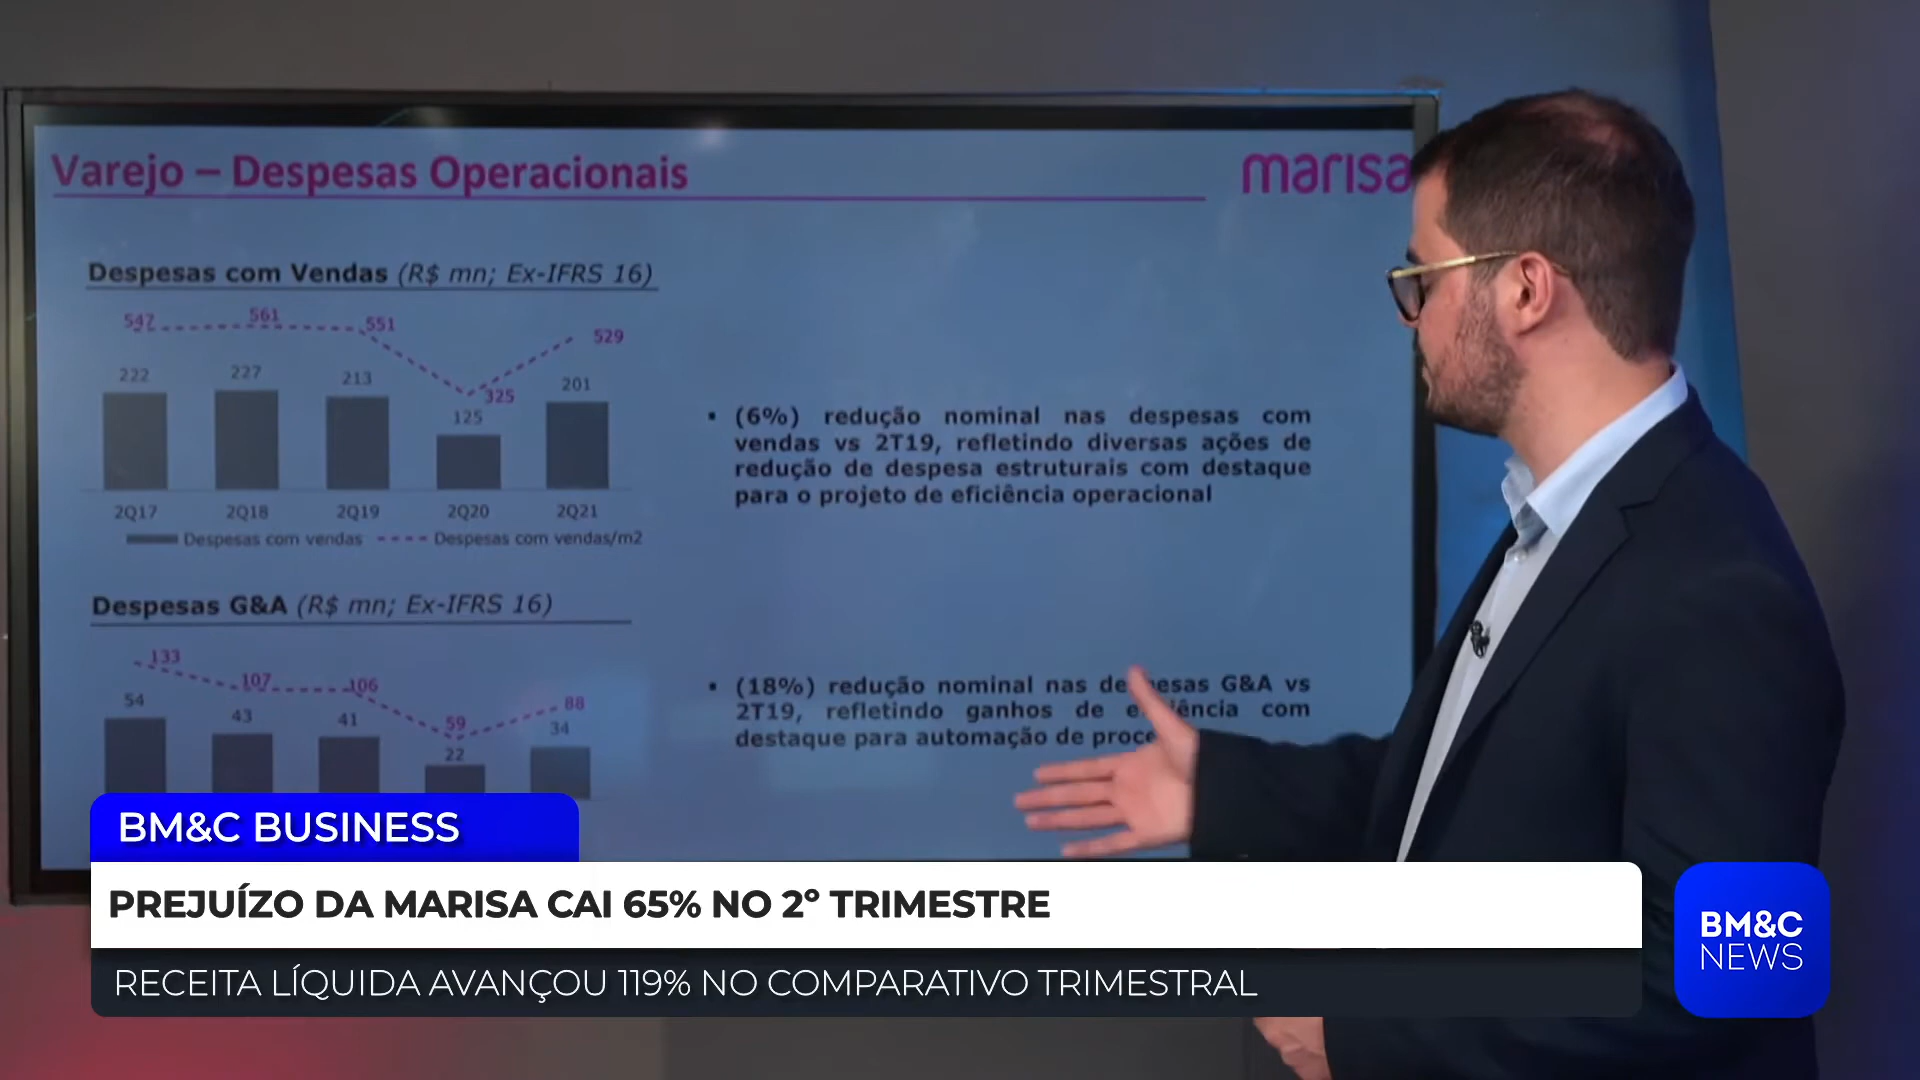 Varejo – Despesas Operacionais
marisa
Despesas com Vendas (R$ mn; Ex-IFRS 16)
547 561 551 325 529
222 227 213 125 201
2Q17 2Q18 2Q19 2Q20 2Q21
Despesas com vendas Despesas com vendas/m2
• (6%) redução nominal nas despesas com
vendas vs 2T19, refletindo diversas ações de
redução de despesa estruturais com destaque
para o projeto de eficiência operacional
Despesas G&A (R$ mn; Ex-IFRS 16)
133 107 106 59 88
54 43 41 22 34
• (18%) redução nominal nas despesas G&A vs
2T19, refletindo ganhos de eficiência com
destaque para automação de
BM&C BUSINESS
PREJUÍZO DA MARISA CAI 65% NO 2º TRIMESTRE
RECEITA LÍQUIDA AVANÇOU 119% NO COMPARATIVO TRIMESTRAL
BM&C
NEWS